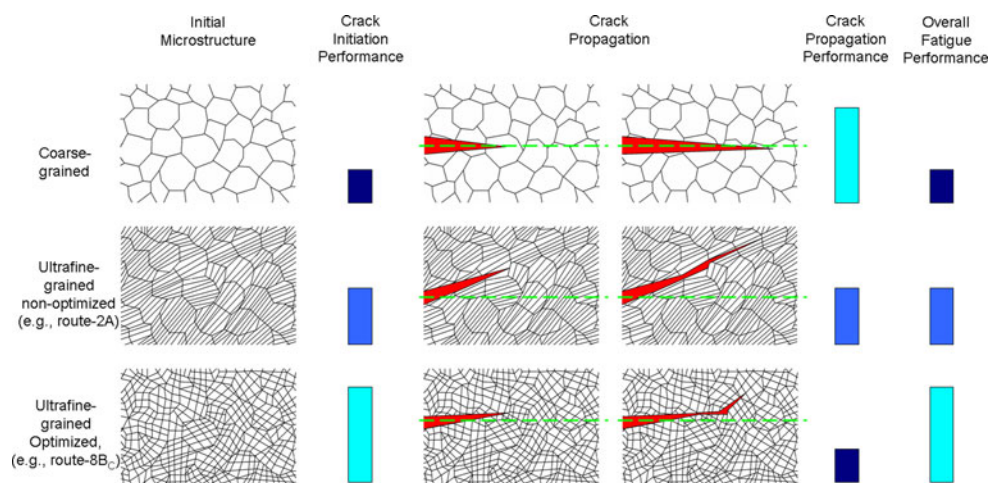 Initial
Microstructure
Crack
Initiation
Performance
Crack
Propagation
Crack
Propagation
Performance
Overall
Fatigue
Performance
Coarse-
grained
Ultrafine-
grained
non-optimized
(e.g., route-2A)
Ultrafine-
grained
Optimized,
(e.g., route-8BC)